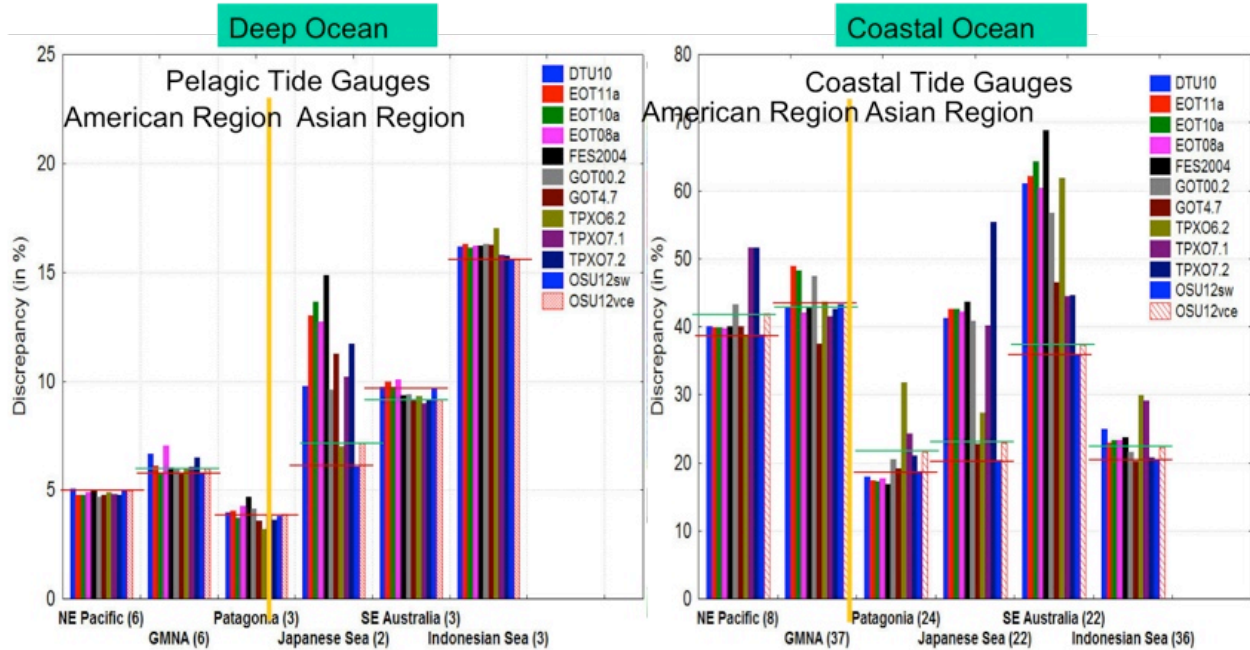 Deep Ocean
Coastal Ocean
Pelagic Tide Gauges
American Region Asian Region
Discrepancy (in %)
25
20
15
10
5
0
DTU10
EOT11a
EOT10a
EOT08a
FES2004
GOT00.2
GOT4.7
TPXO6.2
TPXO7.1
TPXO7.2
OSU12sw
OSU12vce
NE Pacific (6) Patagonia (3) SE Australia (3)
GMNA (6) Japanese Sea (2) Indonesian Sea (3)
Coastal Tide Gauges
American Region Asian Region
Discrepancy (in %)
80
70
60
50
40
30
20
10
0
DTU10
EOT11a
EOT10a
EOT08a
FES2004
GOT00.2
GOT4.7
TPXO6.2
TPXO7.1
TPXO7.2
OSU12sw
OSU12vce
NE Pacific (8) Patagonia (24) SE Australia (22)
GMNA (37) Japanese Sea (22) Indonesian Sea (36)